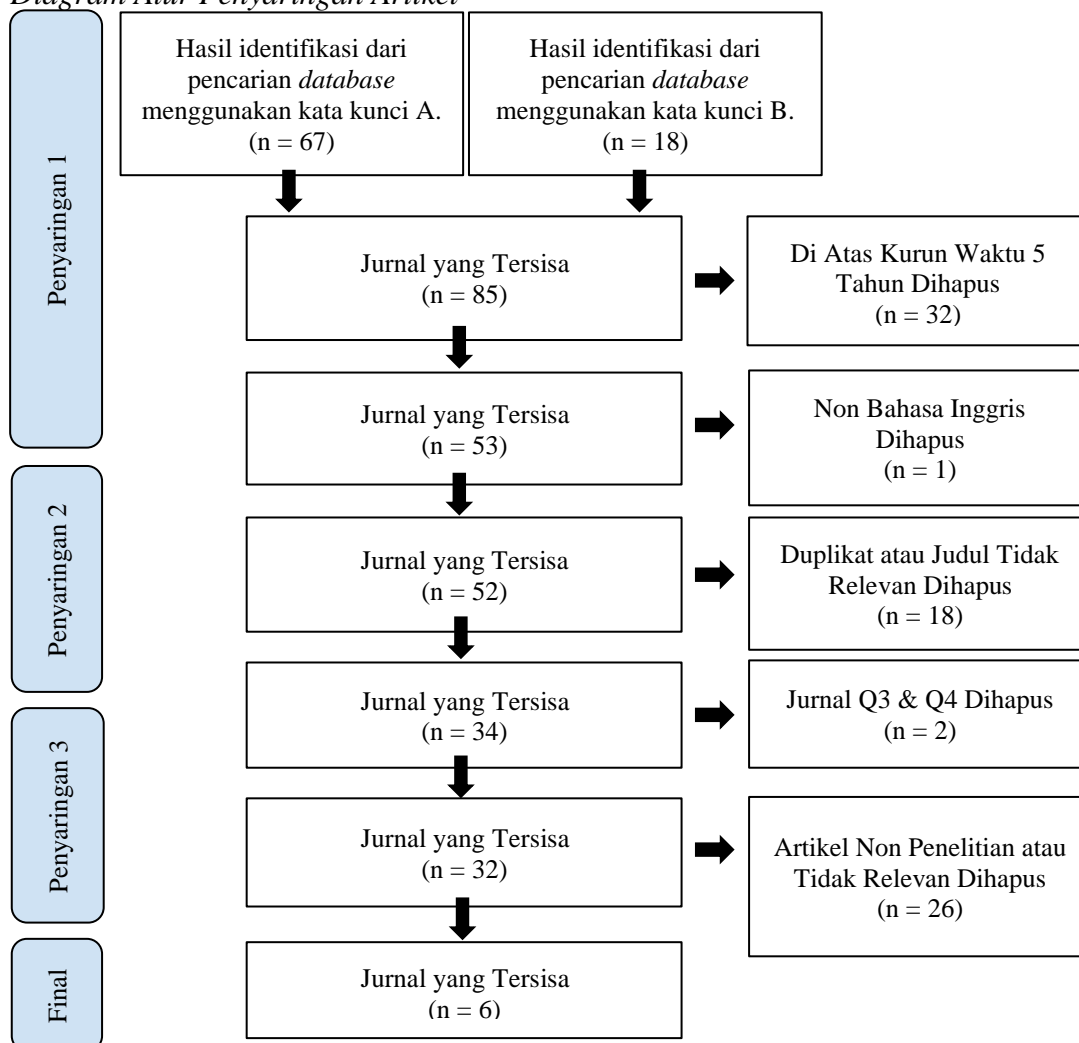 Diagram Alur Penyaringan Artikel
Penyaringan 1
Hasil identifikasi dari
pencarian database
menggunakan kata kunci A.
(n = 67)
Hasil identifikasi dari
pencarian database
menggunakan kata kunci B.
(n = 18)
Jurnal yang Tersisa
(n = 85)
Di Atas Kurun Waktu 5
Tahun Dihapus
(n = 32)
Jurnal yang Tersisa
(n = 53)
Non Bahasa Inggris
Dihapus
(n = 1)
Penyaringan 2
Jurnal yang Tersisa
(n = 52)
Duplikat atau Judul Tidak
Relevan Dihapus
(n = 18)
Jurnal yang Tersisa
(n = 34)
Jurnal Q3 & Q4 Dihapus
(n = 2)
Penyaringan 3
Jurnal yang Tersisa
(n = 32)
Artikel Non Penelitian atau
Tidak Relevan Dihapus
(n = 26)
Final
Jurnal yang Tersisa
(n = 6)